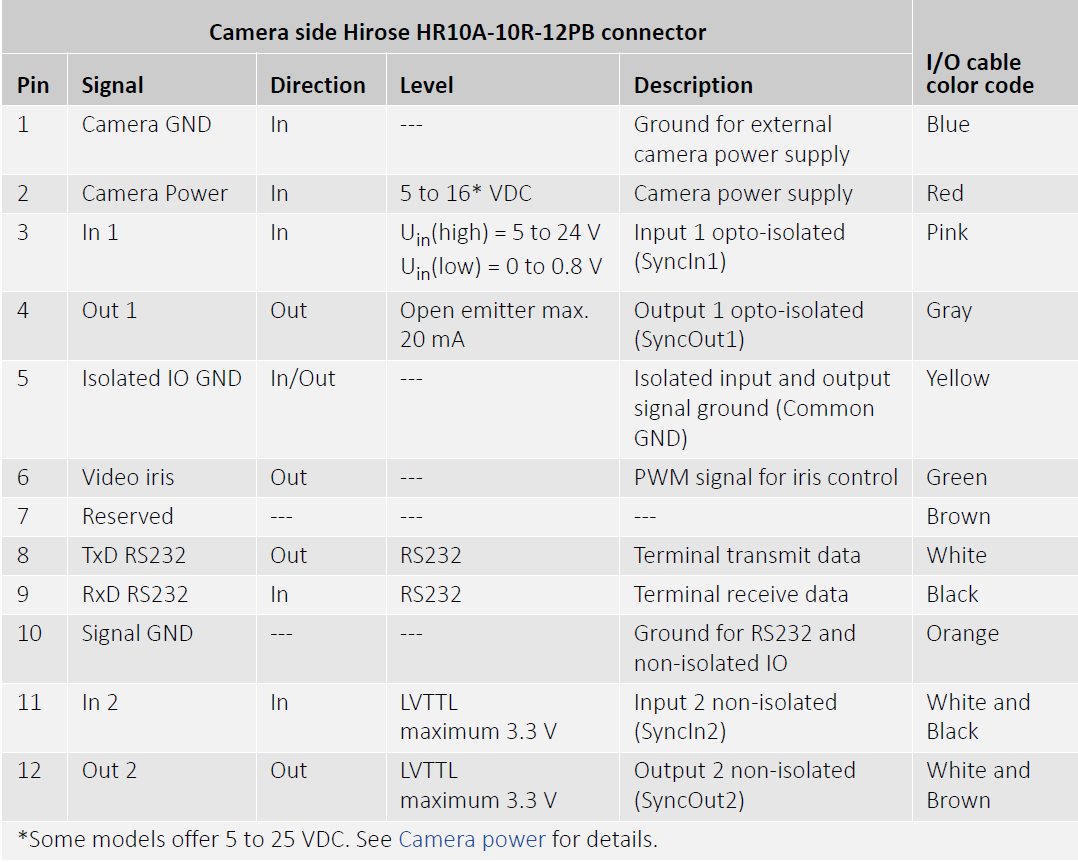 Camera side Hirose HR10A-10R-12PB connector
I/O cable
color code
Pin Signal Direction Level Description
1 Camera GND In --- Ground for external Blue
camera power supply
2 Camera Power In 5 to 16* VDC Camera power supply Red
3 In 1 In Uin(high) = 5 to 24 V Input 1 opto-isolated Pink
Uin(low) = 0 to 0.8 V (SyncIn1)
4 Out 1 Out Open emitter max. Output 1 opto-isolated Gray
20 mA (SyncOut1)
5 Isolated IO GND In/Out --- Isolated input and output Yellow
signal ground (Common
GND)
6 Video iris Out --- PWM signal for iris control Green
7 Reserved --- --- --- Brown
8 TxD RS232 Out RS232 Terminal transmit data White
9 RxD RS232 In RS232 Terminal receive data Black
10 Signal GND --- --- Ground for RS232 and Orange
non-isolated IO
11 In 2 In LVTTL Input 2 non-isolated White and
maximum 3.3 V (SyncIn2) Black
12 Out 2 Out LVTTL Output 2 non-isolated White and
maximum 3.3 V (SyncOut2) Brown
*Some models offer 5 to 25 VDC. See Camera power for details.